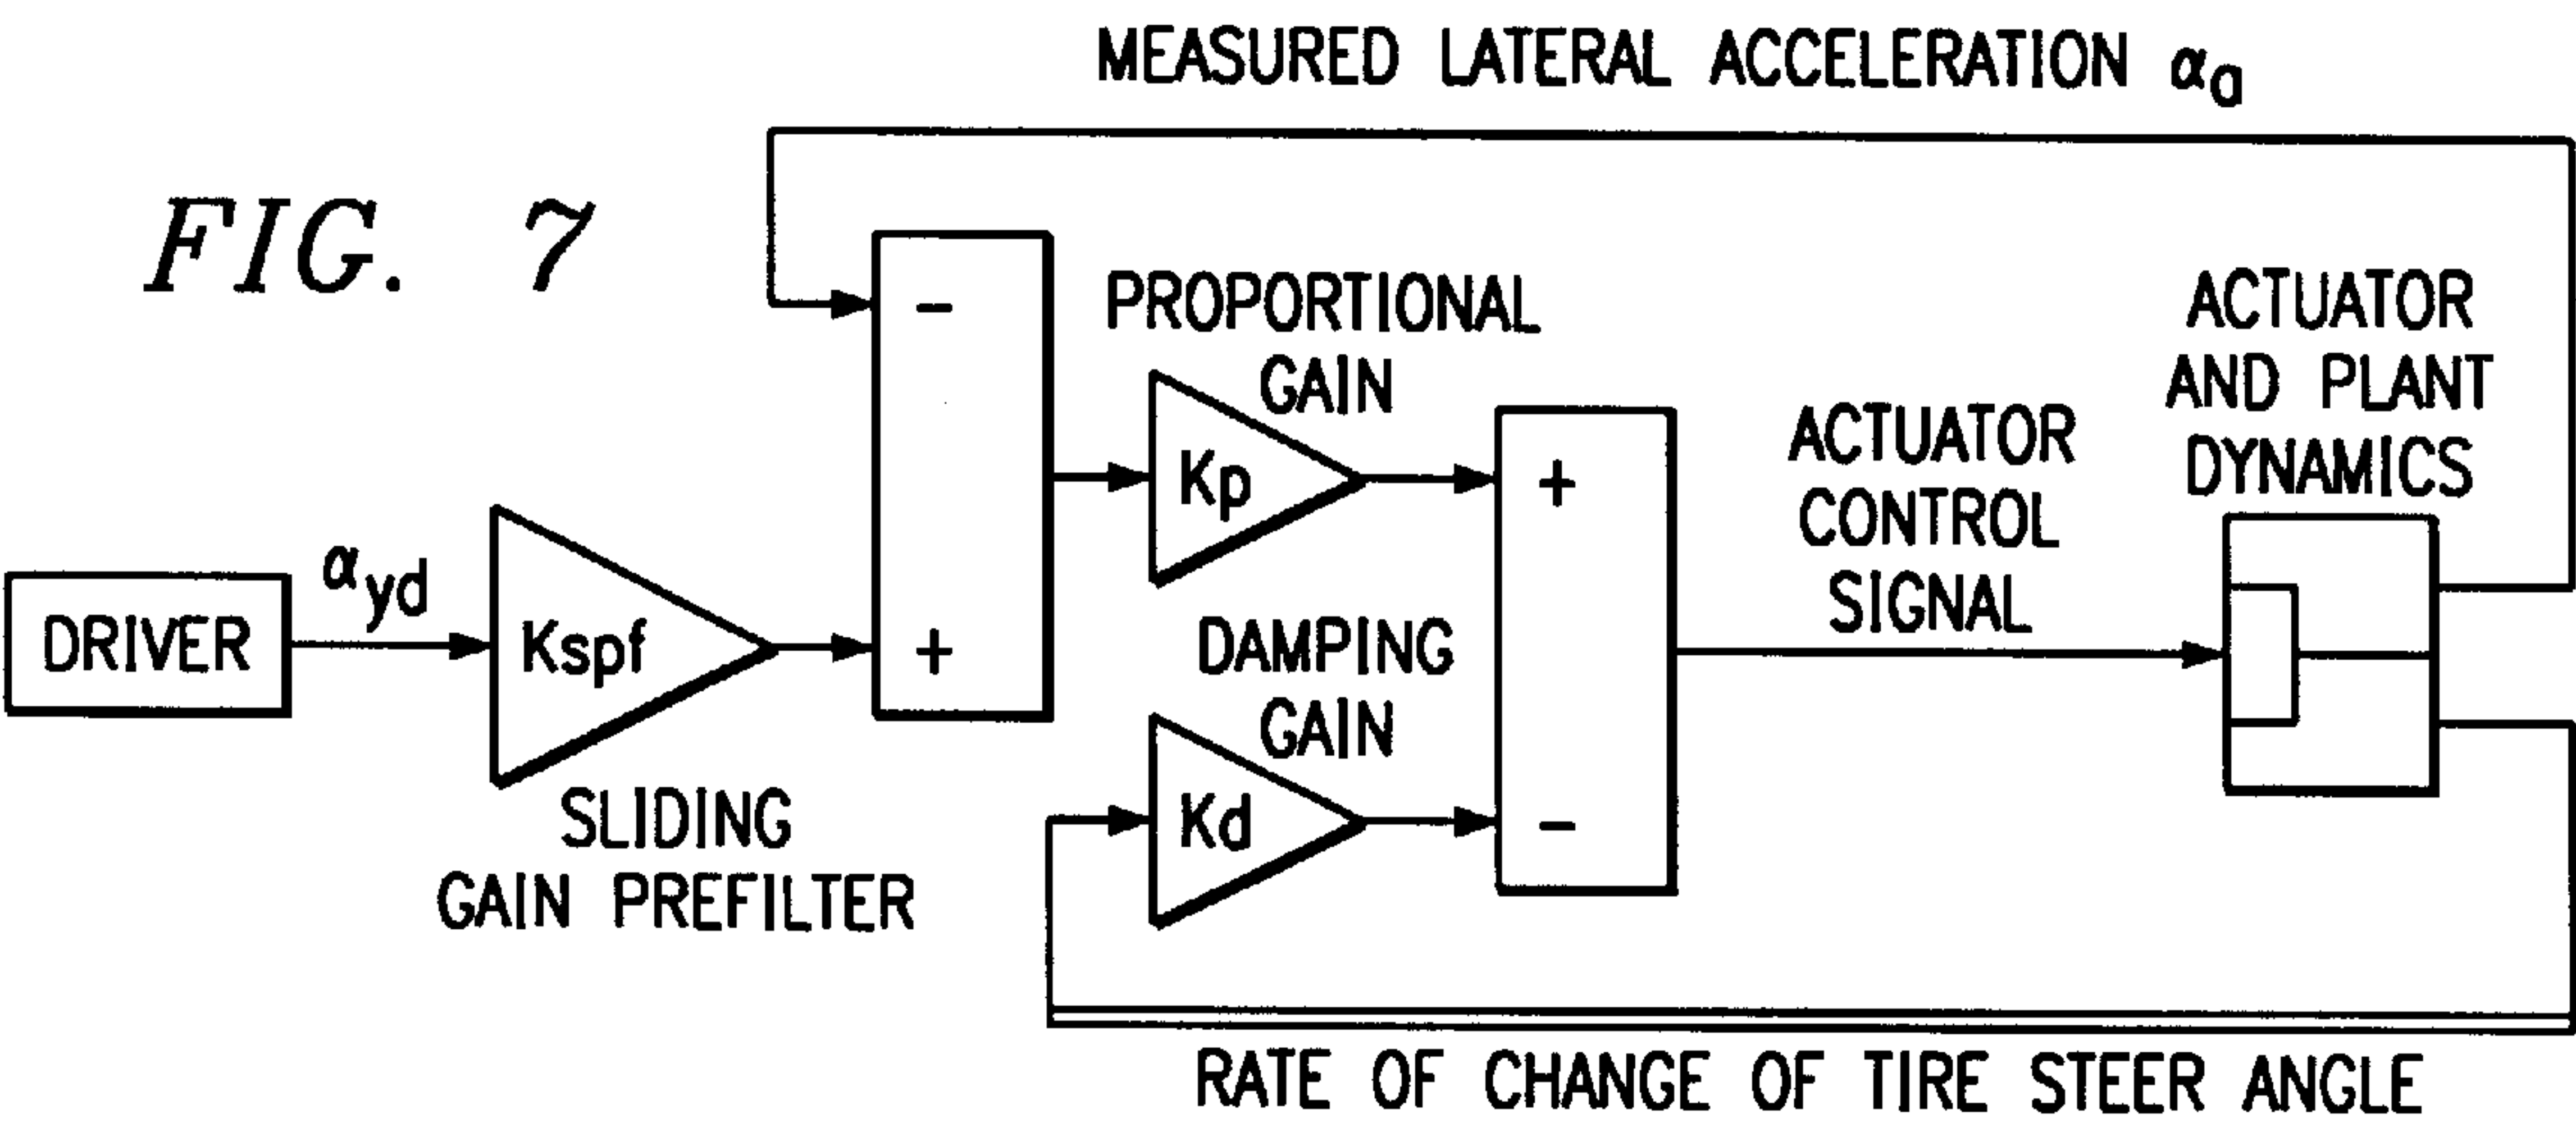 MEASURED LATERAL ACCELERATION αa
FIG. 7
-
PROPORTIONAL
GAIN
ACTUATOR
AND PLANT
DYNAMICS
Kp
+
ACTUATOR
CONTROL
SIGNAL
DRIVER
αyd
Kspf
+
DAMPING
GAIN
SLIDING
GAIN PREFILTER
Kd
-
RATE OF CHANGE OF TIRE STEER ANGLE